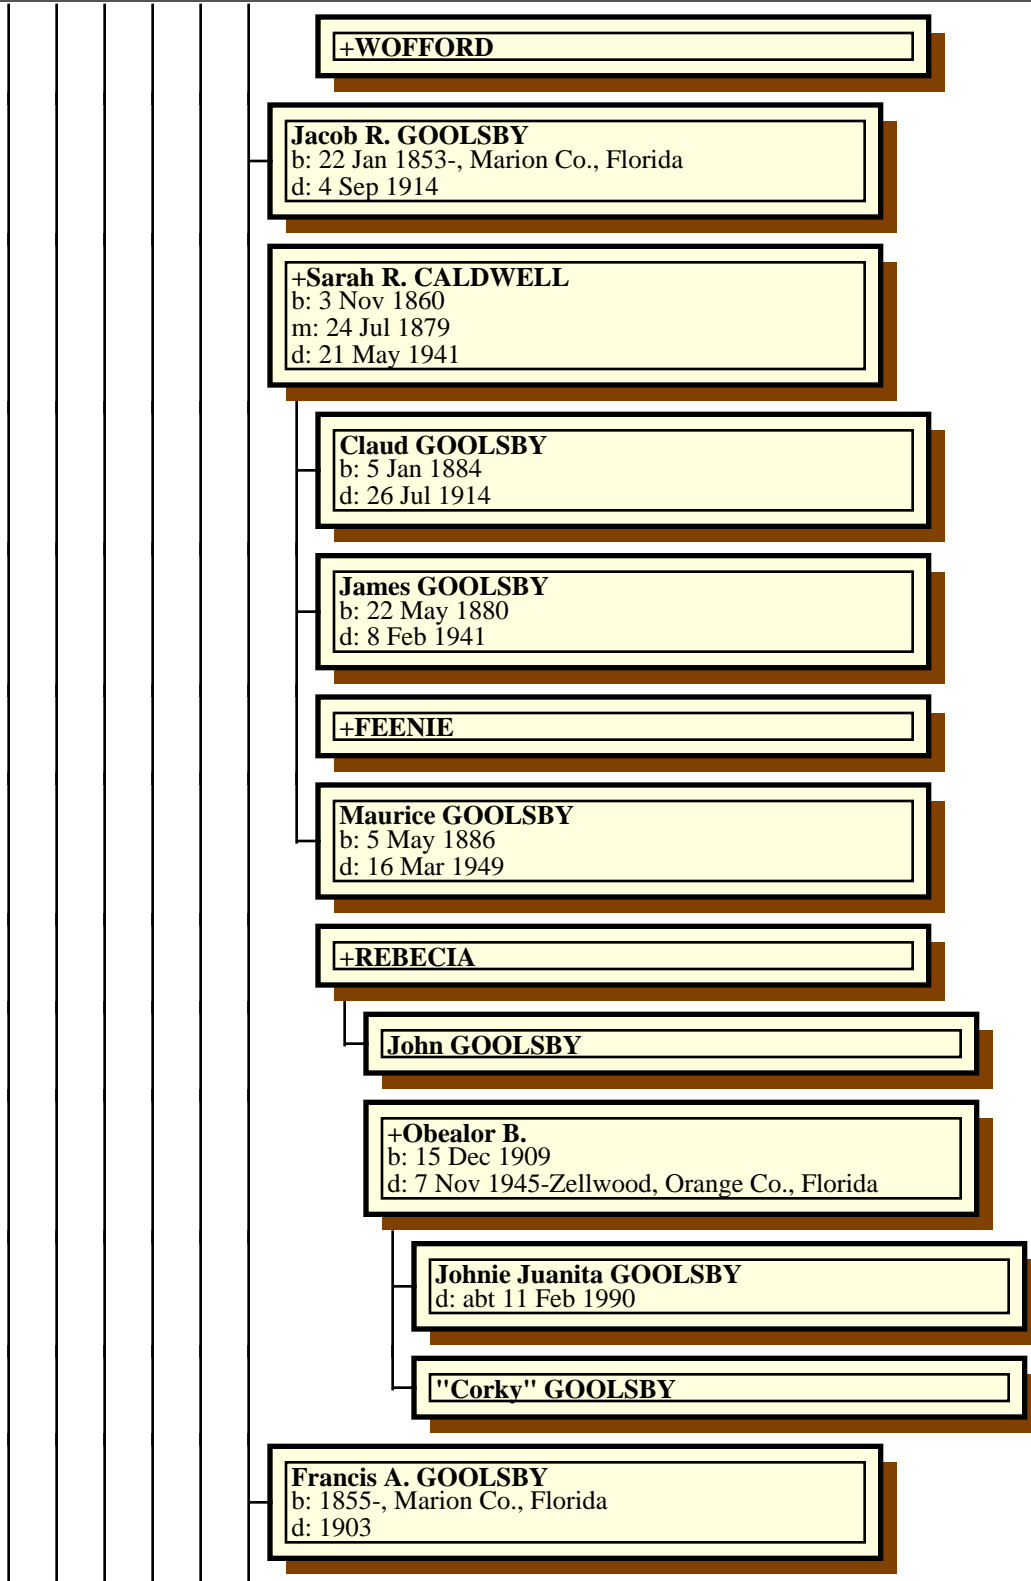 +WOFFORD
Jacob R. GOOLSBY
b: 22 Jan 1853-, Marion Co., Florida
d: 4 Sep 1914
+Sarah R. CALDWELL
b: 3 Nov 1860
m: 24 Jul 1879
d: 21 May 1941
Claud GOOLSBY
b: 5 Jan 1884
d: 26 Jul 1914
James GOOLSBY
b: 22 May 1880
d: 8 Feb 1941
+FEENIE
Maurice GOOLSBY
b: 5 May 1886
d: 16 Mar 1949
+REBECIA
John GOOLSBY
+Obealor B.
b: 15 Dec 1909
d: 7 Nov 1945-Zellwood, Orange Co., Florida
Johnie Juanita GOOLSBY
d: abt 11 Feb 1990
"Corky" GOOLSBY
Francis A. GOOLSBY
b: 1855-, Marion Co., Florida
d: 1903